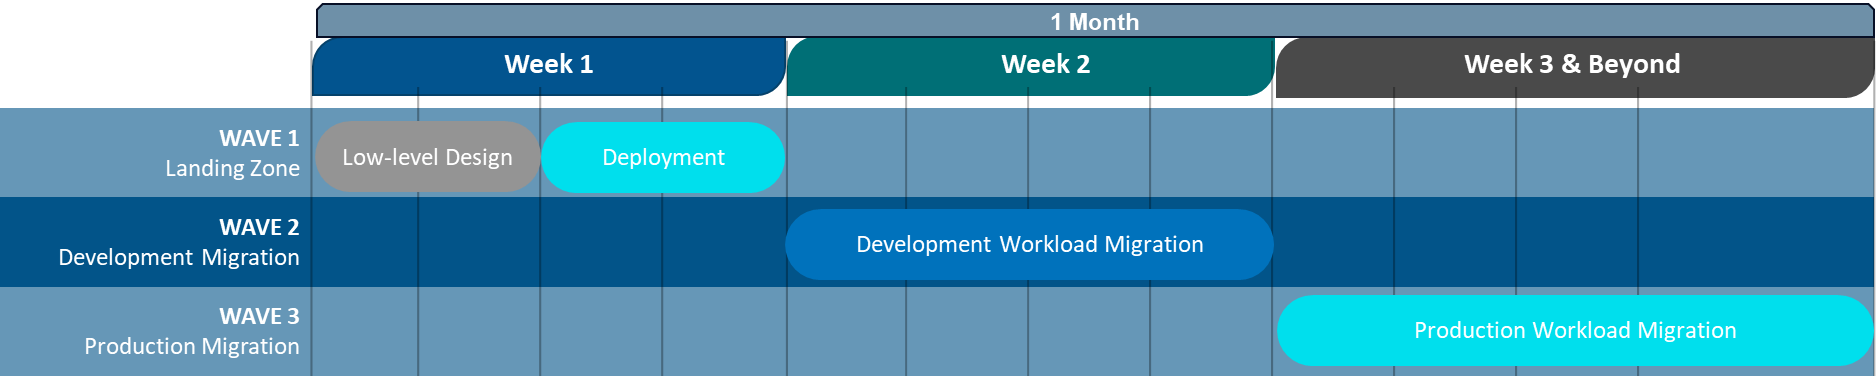 1 Month
Week 1
Week 2
Week 3 & Beyond
WAVE 1
Landing Zone
Low-level Design
Deployment
WAVE 2
Development Migration
Development Workload Migration
WAVE 3
Production Migration
Production Workload Migration